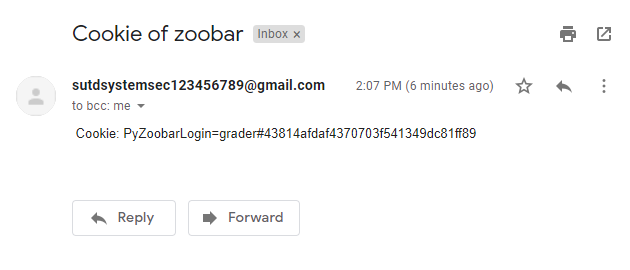 Cookie of zoobar Inbox ×
sutdsystemsec123456789@gmail.com 2:07 PM (6 minutes ago)
to bcc: me
Cookie: PyZoobarLogin=grader#43814afdaf4370703f541349dc81ff89
Reply Forward